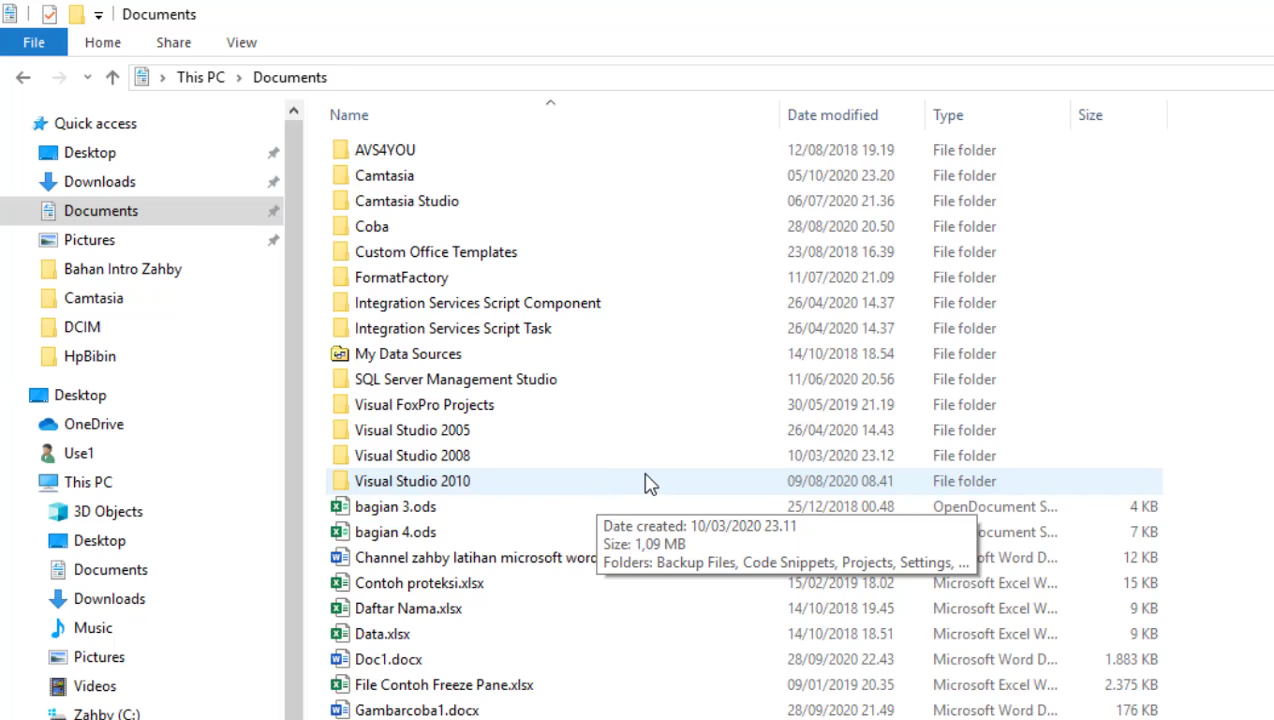 Documents
File Home Share View
This PC Documents
Name Date modified Type Size
Quick access
Desktop
Downloads
Documents
Pictures
Bahan Intro Zahby
Camtasia
DCIM
HpBibin
Desktop
OneDrive
Use1
This PC
3D Objects
Desktop
Documents
Downloads
Music
Pictures
Videos
Zahby (C:)
AVS4YOU 12/08/2018 19.19 File folder
Camtasia 05/10/2020 23.20 File folder
Camtasia Studio 06/07/2020 21.36 File folder
Coba 28/08/2020 20.50 File folder
Custom Office Templates 23/08/2018 16.39 File folder
FormatFactory 11/07/2020 21.09 File folder
Integration Services Script Component 26/04/2020 14.37 File folder
Integration Services Script Task 26/04/2020 14.37 File folder
My Data Sources 14/10/2018 18.54 File folder
SQL Server Management Studio 11/06/2020 20.56 File folder
Visual FoxPro Projects 30/05/2019 21.19 File folder
Visual Studio 2005 26/04/2020 14.43 File folder
Visual Studio 2008 10/03/2020 23.12 File folder
Visual Studio 2010 09/08/2020 08.41 File folder
bagian 3.ods 25/12/2018 00.48 OpenDocument S... 4 KB
bagian 4.ods ocument S... 7 KB
Channel zahby latihan microsoft word Microsoft Word D... 12 KB
Date created: 10/03/2020 23.11
Size: 1,09 MB
Folders: Backup Files, Code Snippets, Projects, Settings, ...
Contoh proteksi.xlsx 15/02/2019 18.02 Microsoft Excel W... 15 KB
Daftar Nama.xlsx 14/10/2018 19.45 Microsoft Excel W... 9 KB
Data.xlsx 14/10/2018 18.51 Microsoft Excel W... 9 KB
Doc1.docx 28/09/2020 22.43 Microsoft Word D... 1.883 KB
File Contoh Freeze Pane.xlsx 09/01/2019 20.35 Microsoft Excel W... 2.375 KB
Gambarcoba1.docx 28/09/2020 21.49 Microsoft Word D... 176 KB